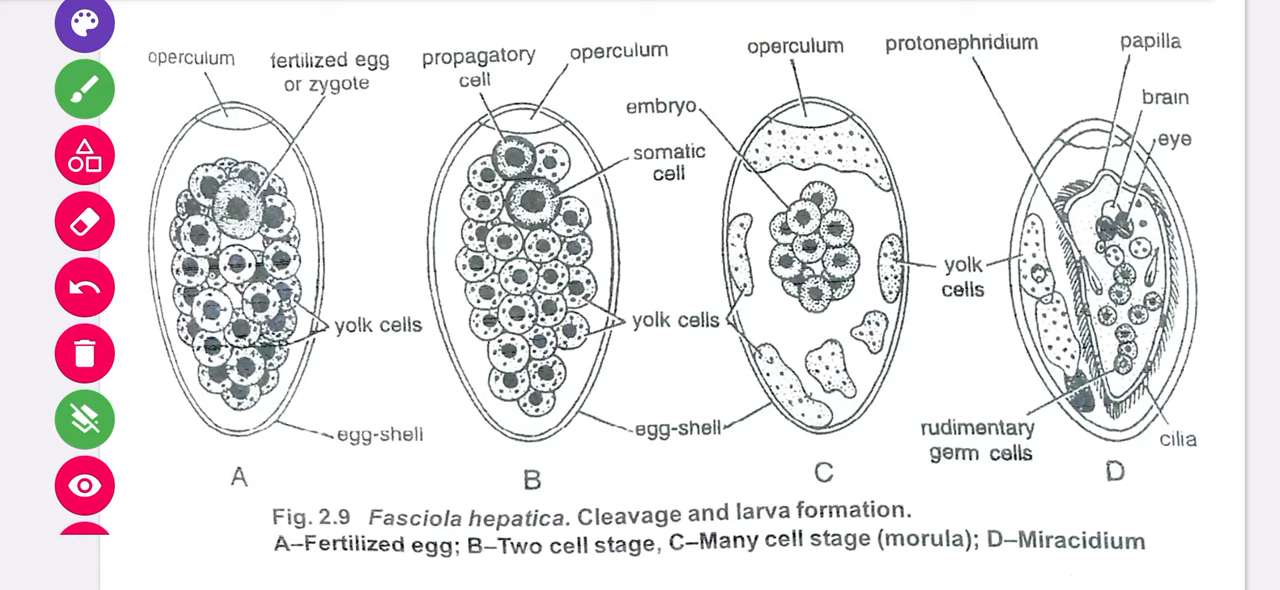 operculum
fertilized egg
or zygote
propagatory
cell
operculum
operculum
protonephridium
papilla
brain
eye
embryo
somatic
cell
yolk cells
yolk cells
yolk
cells
egg-shell
egg-shell
rudimentary
germ cells
cilia
A
B
C
D
Fig. 2.9 Fasciola hepatica. Cleavage and larva formation.
A–Fertilized egg; B–Two cell stage, C–Many cell stage (morula); D–Miracidium